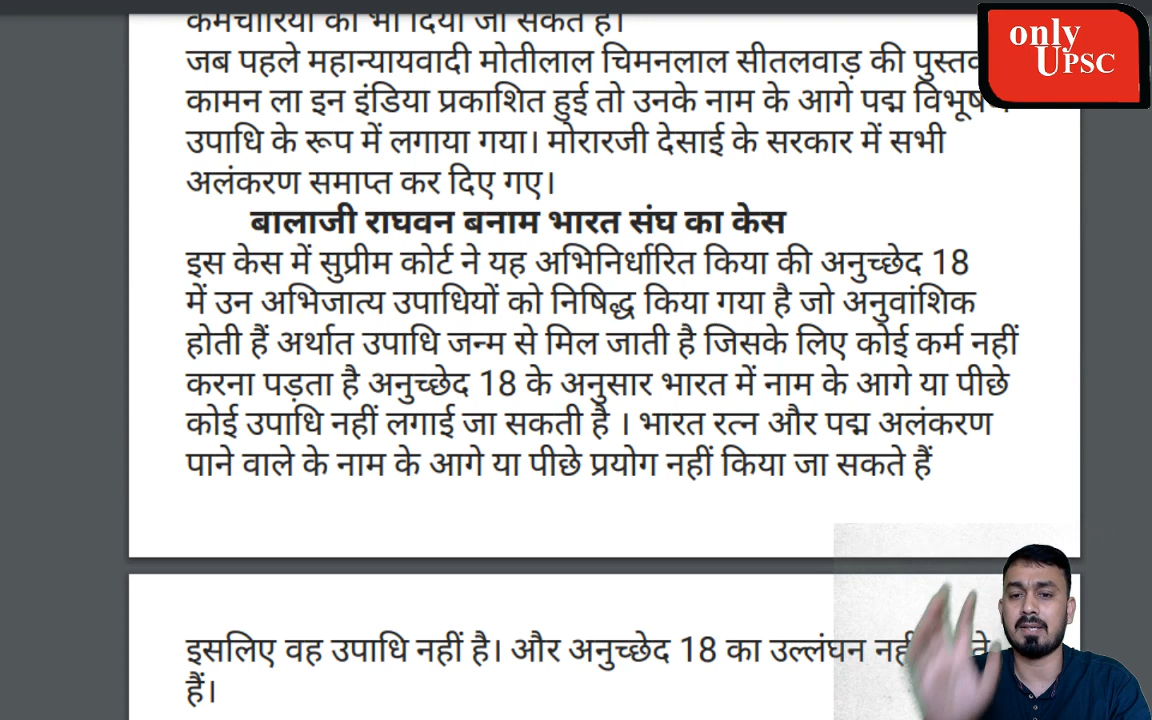 कर्मचारियों को भी दिया जा सकते हैं।
only
UPSC
जब पहले महान्यायवादी मोतीलाल चिमनलाल सीतलवाड़ की
कामन ला इन इंडिया प्रकाशित हुई तो उनके नाम के आगे पद्म
उपाधि के रूप में लगाया गया। मोरारजी देसाई के सरकार में सभी
अलंकरण समाप्त कर दिए गए।
बालाजी राघवन बनाम भारत संघ का केस
इस केस में सुप्रीम कोर्ट ने यह अभिनिर्धारित किया की अनुच्छेद 18
में उन अभिजात्य उपाधियों को निषिद्ध किया गया है जो अनुवांशिक
होती हैं अर्थात उपाधि जन्म से मिल जाती है जिसके लिए कोई कर्म नहीं
करना पड़ता है अनुच्छेद 18 के अनुसार भारत में नाम के आगे या पीछे
कोई उपाधि नहीं लगाई जा सकती है । भारत रत्न और पद्म अलंकरण
पाने वाले के नाम के आगे या पीछे प्रयोग नहीं किया जा सकते हैं
इसलिए वह उपाधि नहीं है। और अनुच्छेद 18 का उल्लंघन
हैं।